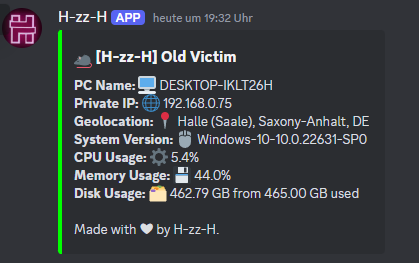 H-zz-H APP heute um 19:32 Uhr
[H-zz-H] Old Victim
PC Name: DESKTOP-IKLT26H
Private IP: 192.168.0.75
Geolocation: Halle (Saale), Saxony-Anhalt, DE
System Version: Windows-10-10.0.22631-SP0
CPU Usage: 5.4%
Memory Usage: 44.0%
Disk Usage: 462.79 GB from 465.00 GB used
Made with 🤍 by H-zz-H.